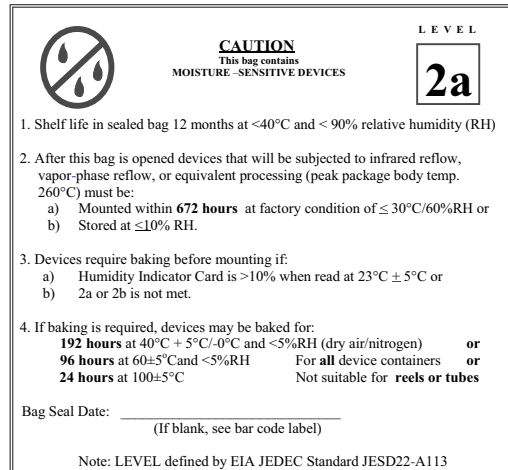 LEVEL
CAUTION
This bag contains
MOISTURE –SENSITIVE DEVICES
2a
1. Shelf life in sealed bag 12 months at <40°C and < 90% relative humidity (RH)
2. After this bag is opened devices that will be subjected to infrared reflow,
vapor-phase reflow, or equivalent processing (peak package body temp.
260°C) must be:
a) Mounted within 672 hours at factory condition of ≤ 30°C/60%RH or
b) Stored at ≤10% RH.
3. Devices require baking before mounting if:
a) Humidity Indicator Card is >10% when read at 23°C ± 5°C or
b) 2a or 2b is not met.
4. If baking is required, devices may be baked for:
192 hours at 40°C + 5°C/-0°C and <5%RH (dry air/nitrogen) or
96 hours at 60±5°Cand <5%RH For all device containers or
24 hours at 100±5°C Not suitable for reels or tubes
Bag Seal Date: ______________________________
(If blank, see bar code label)
Note: LEVEL defined by EIA JEDEC Standard JESD22-A113